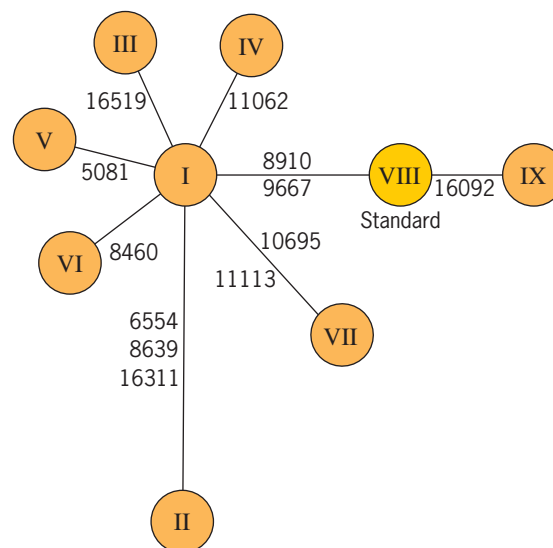 III
IV
16519
11062
V
5081
I
8910
9667
VIII
16092
IX
Standard
VI
8460
10695
11113
VII
6554
8639
16311
II